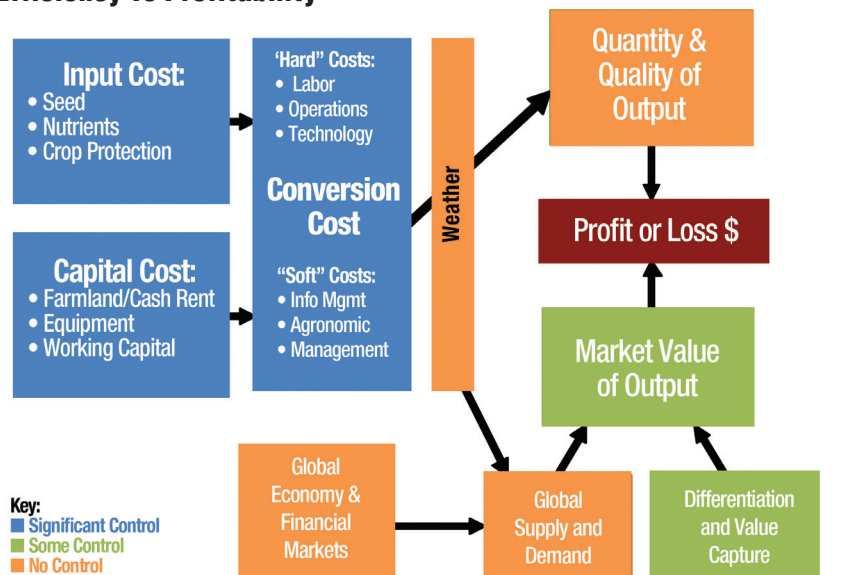 Efficiency vs Profitability
Input Cost:
• Seed
• Nutrients
• Crop Protection
Capital Cost:
• Farmland/Cash Rent
• Equipment
• Working Capital
‘Hard” Costs:
• Labor
• Operations
• Technology
Conversion
Cost
“Soft” Costs:
• Info Mgmt
• Agronomic
• Management
Weather
Quantity &
Quality of
Output
Profit or Loss $
Market Value
of Output
Global
Economy &
Financial
Markets
Global
Supply and
Demand
Differentiation
and Value
Capture
Key:
Significant Control
Some Control
No Control